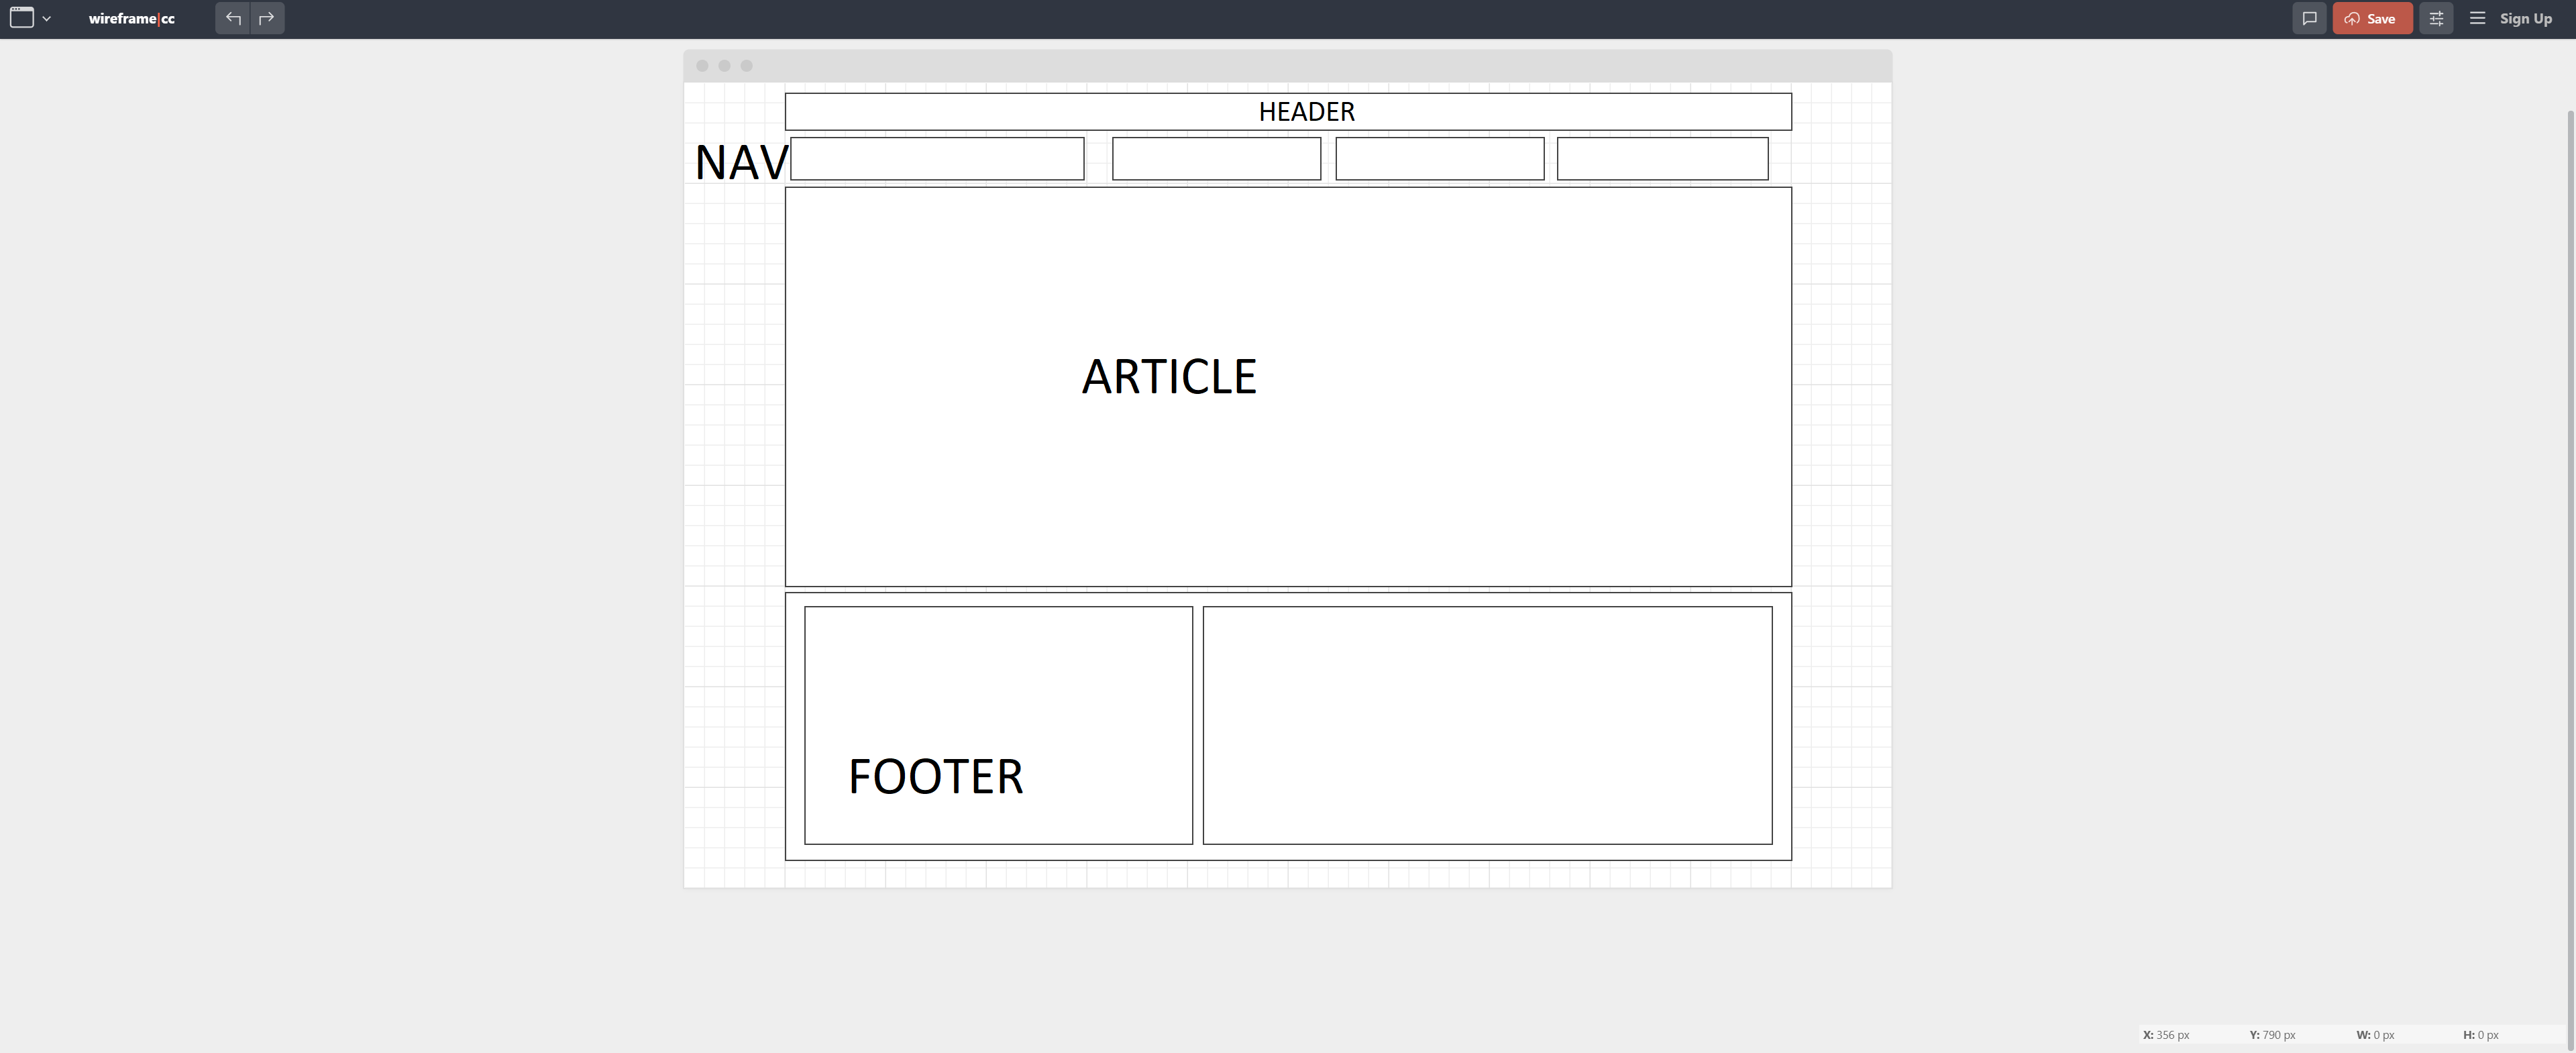 wireframe|cc
Save
Sign Up
HEADER
NAV
ARTICLE
FOOTER
X: 356 px Y: 790 px W: 0 px H: 0 px